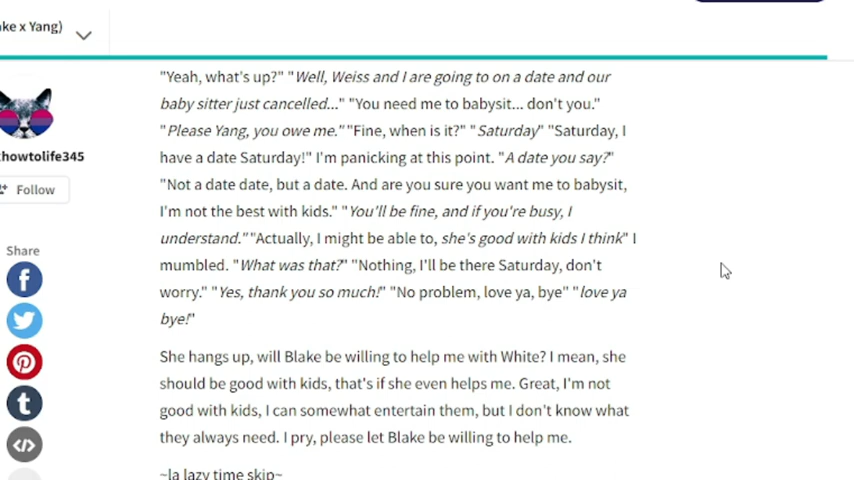 ke x Yang)
"Yeah, what's up?" "Well, Weiss and I are going to on a date and our
baby sitter just cancelled..." "You need me to babysit... don't you."
"Please Yang, you owe me." "Fine, when is it?" "Saturday" "Saturday, I
have a date Saturday!" I'm panicking at this point. "A date you say?"
"Not a date date, but a date. And are you sure you want me to babysit,
I'm not the best with kids." "You'll be fine, and if you're busy, I
understand." "Actually, I might be able to, she's good with kids I think" I
mumbled. "What was that?" "Nothing, I'll be there Saturday, don't
worry." "Yes, thank you so much!" "No problem, love ya, bye" "love ya
bye!"
howtolife345
Follow
Share
She hangs up, will Blake be willing to help me with White? I mean, she
should be good with kids, that's if she even helps me. Great, I'm not
good with kids, I can somewhat entertain them, but I don't know what
they always need. I pry, please let Blake be willing to help me.
~la lazy time skip~